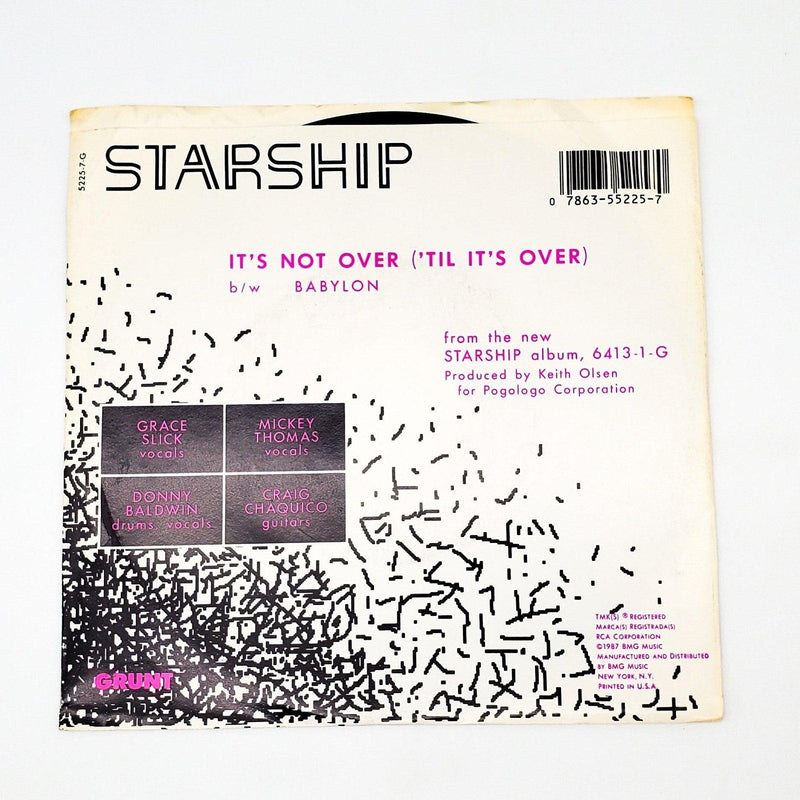 5225-7-G
STARSHIP
0 7863-55225-7
IT'S NOT OVER ('TIL IT'S OVER)
b/w BABYLON
from the new
STARSHIP album, 6413-1-G
Produced by Keith Olsen
for Pogologo Corporation
GRACE
SLICK
vocals
MICKEY
THOMAS
vocals
DONNY
BALDWIN
drums, vocals
CRAIG
CHAQUICO
guitars
TMK(S) ® REGISTERED
MARCA(S) REGISTRADA(S)
RCA CORPORATION
©1987 BMG MUSIC
MANUFACTURED AND DISTRIBUTED
BY BMG MUSIC
NEW YORK, N.Y.
PRINTED IN U.S.A.
GRUNT